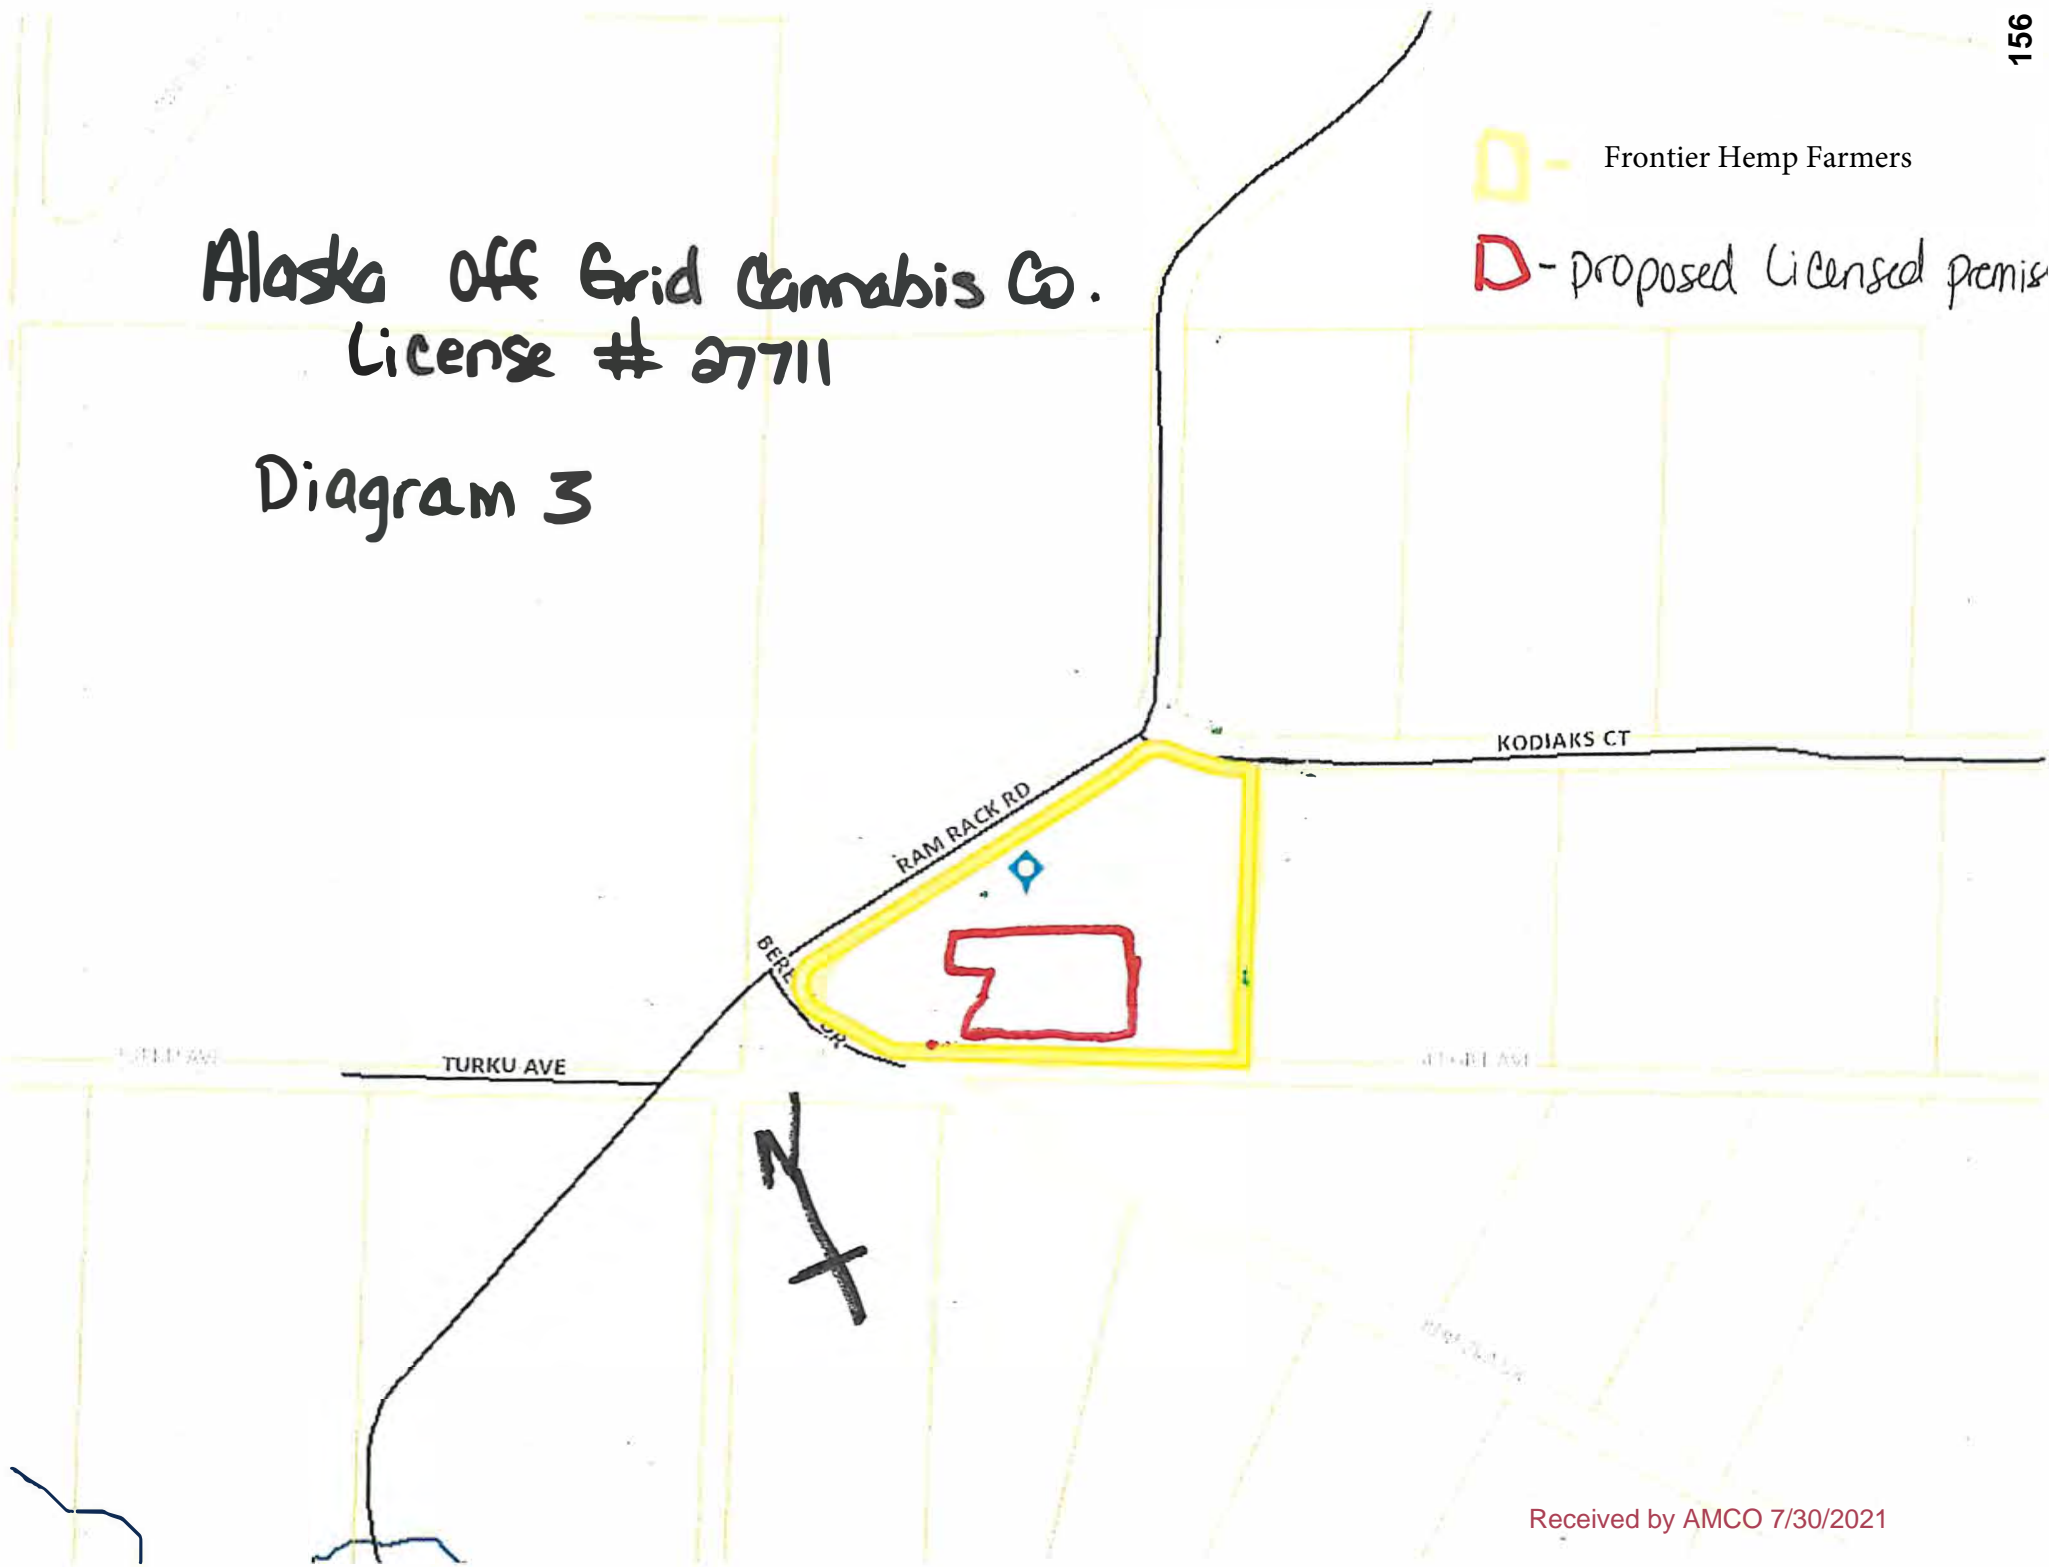 156
Frontier Hemp Farmers
- proposed Licensed premis
Alaska Off Grid Cannabis Co.
License # 27711
Diagram 3
KODIAKS CT
RAM RACK RD
TURKU AVE
N
Received by AMCO 7/30/2021